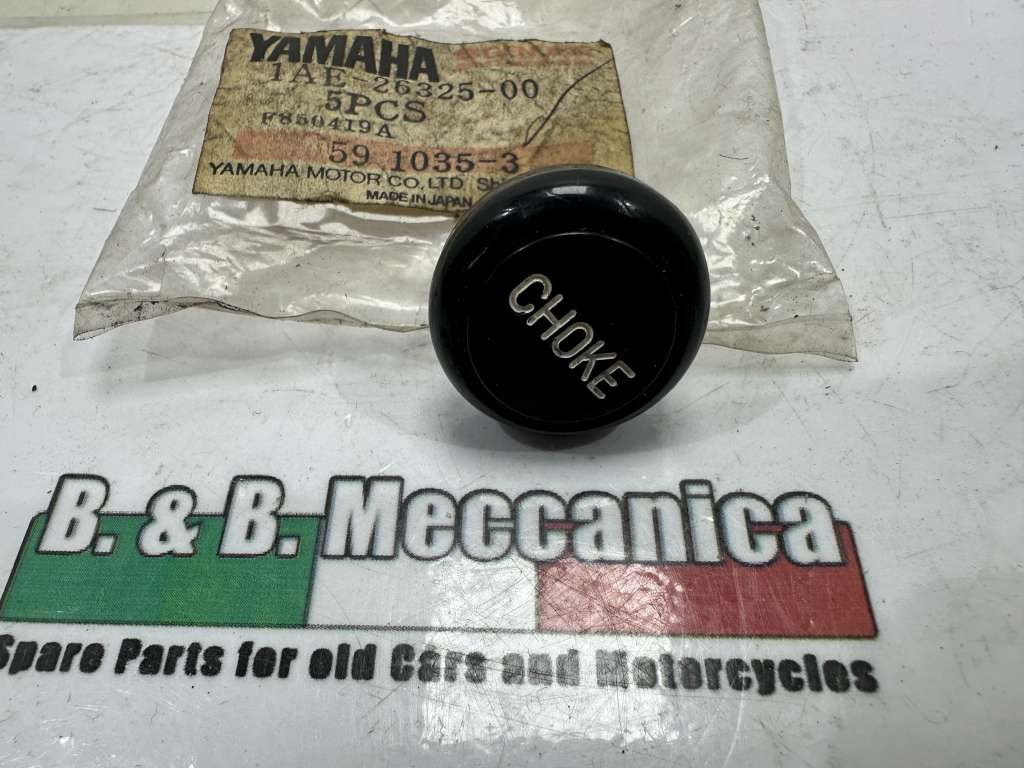 YAMAHA
1AE-26325-00
5PCS
F850419A
59 1035-3
YAMAHA MOTOR CO., LTD.
MADE IN JAPAN
CHOKE
B. & B. Meccanica
Spare Parts for old Cars and Motorcycles